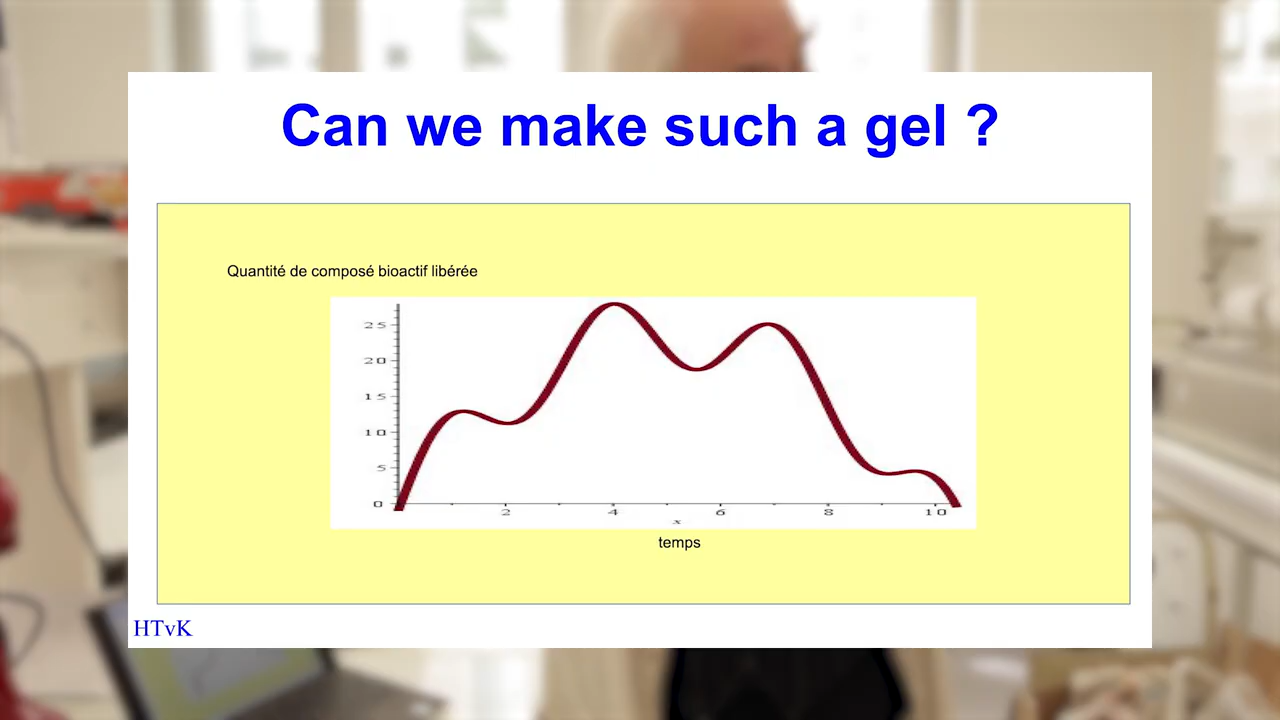 Can we make such a gel ?
Quantité de composé bioactif libérée
25
20
15
10
5
0
2 4 6 8 10
x
temps
HTvK